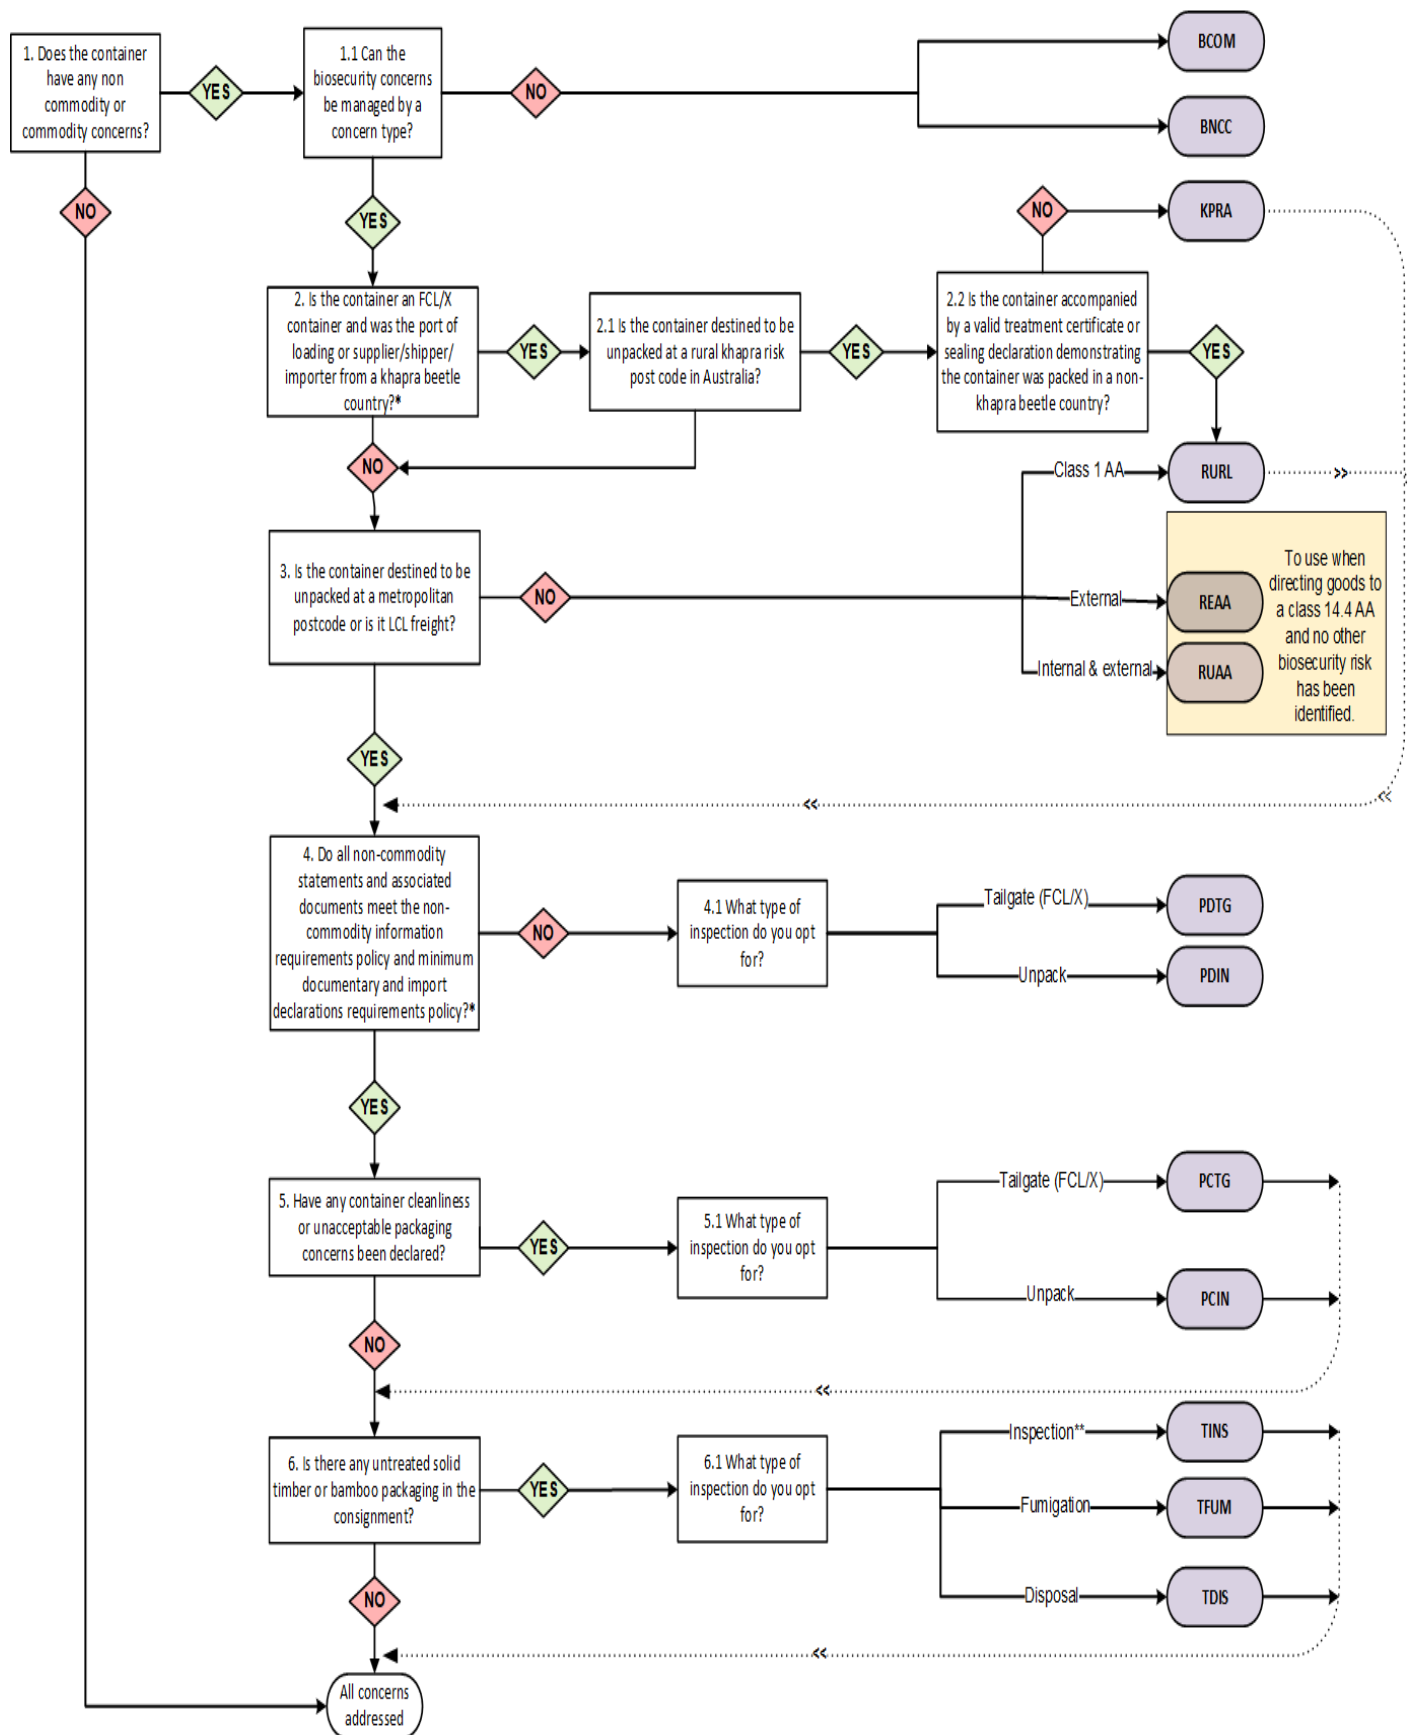 1. Does the container
have any non
commodity or
commodity concerns?
YES
1.1 Can the
biosecurity concerns
be managed by a
concern type?
NO
BCOM
BNCC
NO
YES
NO
KPRA
2. Is the container an FCL/X
container and was the port of
loading or supplier/shipper/
importer from a khapra beetle
country?*
YES
2.1 Is the container destined to be
unpacked at a rural khapra risk
post code in Australia?
YES
2.2 Is the container accompanied
by a valid treatment certificate or
sealing declaration demonstrating
the container was packed in a non-
khapra beetle country?
YES
NO
Class 1 AA
RURL
>>
3. Is the container destined to be
unpacked at a metropolitan
postcode or is it LCL freight?
NO
External
REAA
Internal & external
RUAA
To use when
directing goods to
a class 14.4 AA
and no other
biosecurity risk
has been
identified.
YES
<<
<<
4. Do all non-commodity
statements and associated
documents meet the non-
commodity information
requirements policy and minimum
documentary and import
declarations requirements policy?*
NO
4.1 What type of
inspection do you opt
for?
Tailgate (FCL/X)
PDTG
Unpack
PDIN
YES
5. Have any container cleanliness
or unacceptable packaging
concerns been declared?
YES
5.1 What type of
inspection do you opt
for?
Tailgate (FCL/X)
PCTG
Unpack
PCIN
NO
<<
6. Is there any untreated solid
timber or bamboo packaging in the
consignment?
YES
6.1 What type of
inspection do you opt
for?
Inspection**
TINS
Fumigation
TFUM
Disposal
TDIS
NO
<<
All concerns
addressed